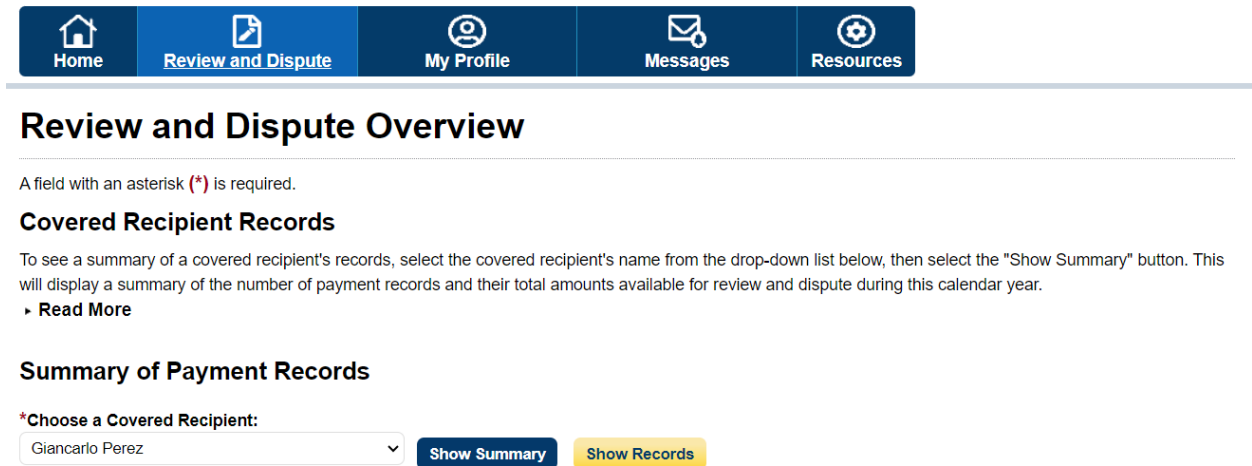 Home Review and Dispute My Profile Messages Resources
Review and Dispute Overview
A field with an asterisk (*) is required.
Covered Recipient Records
To see a summary of a covered recipient's records, select the covered recipient's name from the drop-down list below, then select the "Show Summary" button. This
will display a summary of the number of payment records and their total amounts available for review and dispute during this calendar year.
Read More
Summary of Payment Records
*Choose a Covered Recipient:
Giancarlo Perez Show Summary Show Records